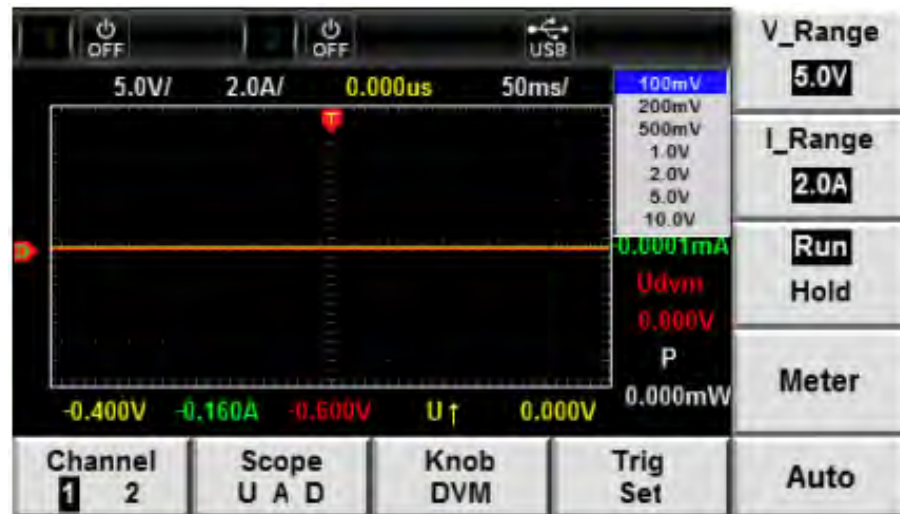 1 OFF 2 OFF USB
5.0V/ 2.0A/ 0.000us 50ms/
T
100mV
200mV
500mV
1.0V
2.0V
5.0V
10.0V
0.0001mA
Udvm
0.000V
P
0.000mW
-0.400V -0.160A -0.600V U↑ 0.000V
Channel
1 2
Scope
U A D
Knob
DVM
Trig
Set
V_Range
5.0V
I_Range
2.0A
Run
Hold
Meter
Auto